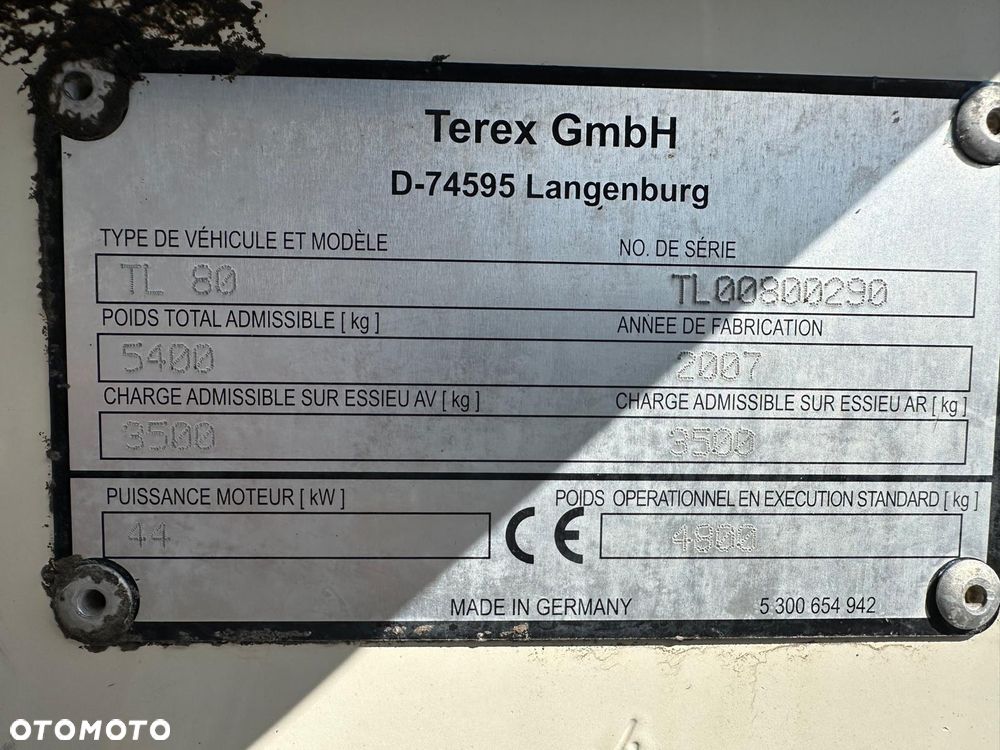 Terex GmbH
D-74595 Langenburg
TYPE DE VÉHICULE ET MODÈLE NO. DE SÉRIE
TL 80 TL00800290
POIDS TOTAL ADMISSIBLE [ kg ] ANNEE DE FABRICATION
5400 2007
CHARGE ADMISSIBLE SUR ESSIEU AV [ kg ] CHARGE ADMISSIBLE SUR ESSIEU AR [ kg ]
3500 3500
PUISSANCE MOTEUR [ kW ] POIDS OPERATIONNEL EN EXECUTION STANDARD [ kg ]
44 CE 4800
MADE IN GERMANY 5 300 654 942
OTOMOTO